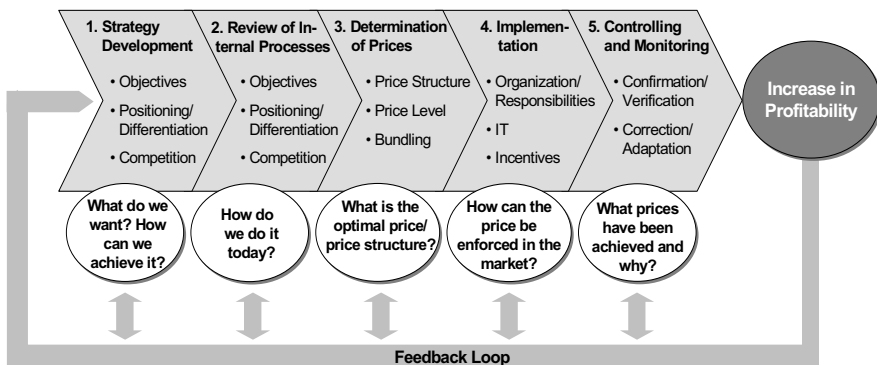 1. Strategy
Development
• Objectives
• Positioning/
Differentiation
• Competition
2. Review of In-
ternal Processes
• Objectives
• Positioning/
Differentiation
• Competition
3. Determination
of Prices
• Price Structure
• Price Level
• Bundling
4. Implemen-
tation
• Organization/
Responsibilities
• IT
• Incentives
5. Controlling
and Monitoring
• Confirmation/
Verification
• Correction/
Adaptation
Increase in
Profitability
What do we
want? How
can we
achieve it?
How do
we do it
today?
What is the
optimal price/
price structure?
How can the
price be
enforced in the
market?
What prices
have been
achieved and
why?
Feedback Loop